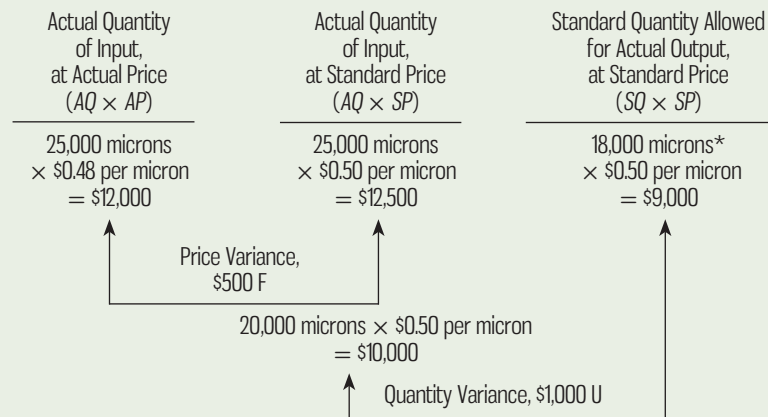 Actual Quantity
of Input,
at Actual Price
(AQ × AP)
Actual Quantity
of Input,
at Standard Price
(AQ × SP)
Standard Quantity Allowed
for Actual Output,
at Standard Price
(SQ × SP)
25,000 microns
× $0.48 per micron
= $12,000
25,000 microns
× $0.50 per micron
= $12,500
18,000 microns*
× $0.50 per micron
= $9,000
Price Variance,
$500 F
20,000 microns × $0.50 per micron
= $10,000
Quantity Variance, $1,000 U